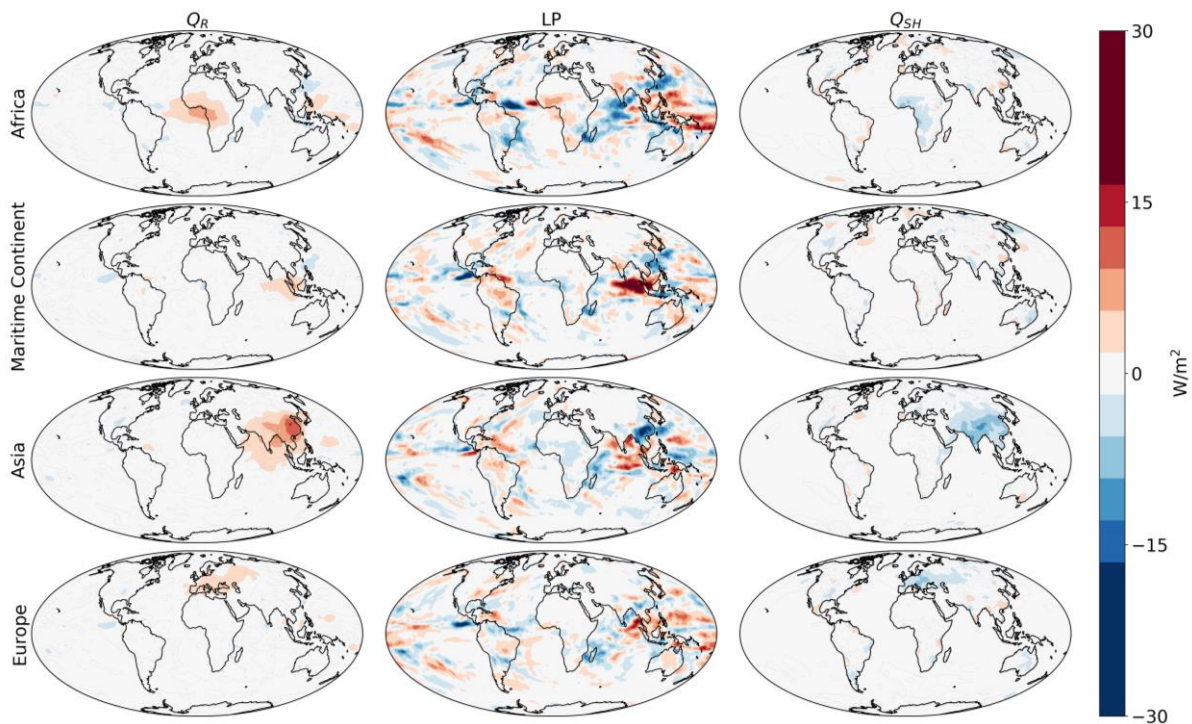 Q_R LP Q_SH
Africa
Maritime Continent
Asia
Europe
30
15
0
−15
−30
W/m²